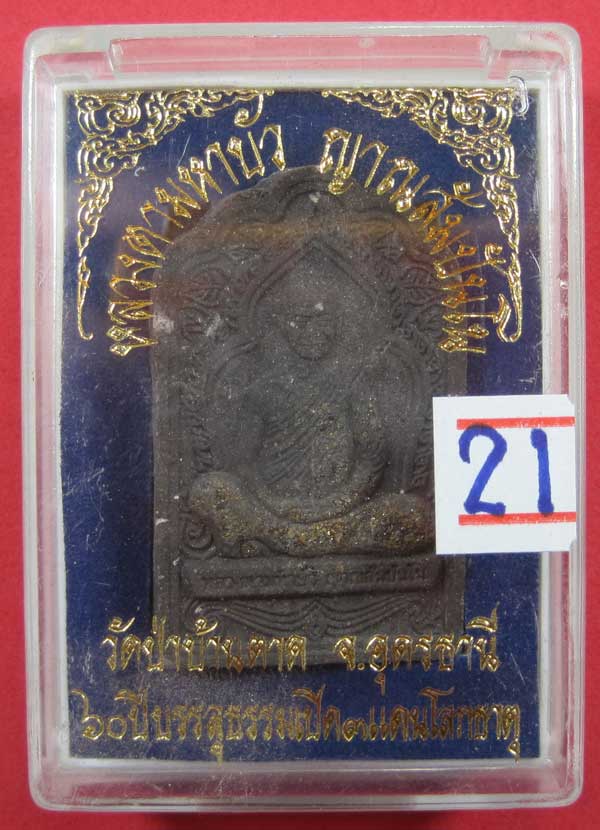 หลวงตามหาบัว ญาณสัมปันโน
21
วัดป่าบ้านตาด จ.อุดรธานี
๖๐ปีบรรลุธรรมเปิด๓แดนโลกธาตุ